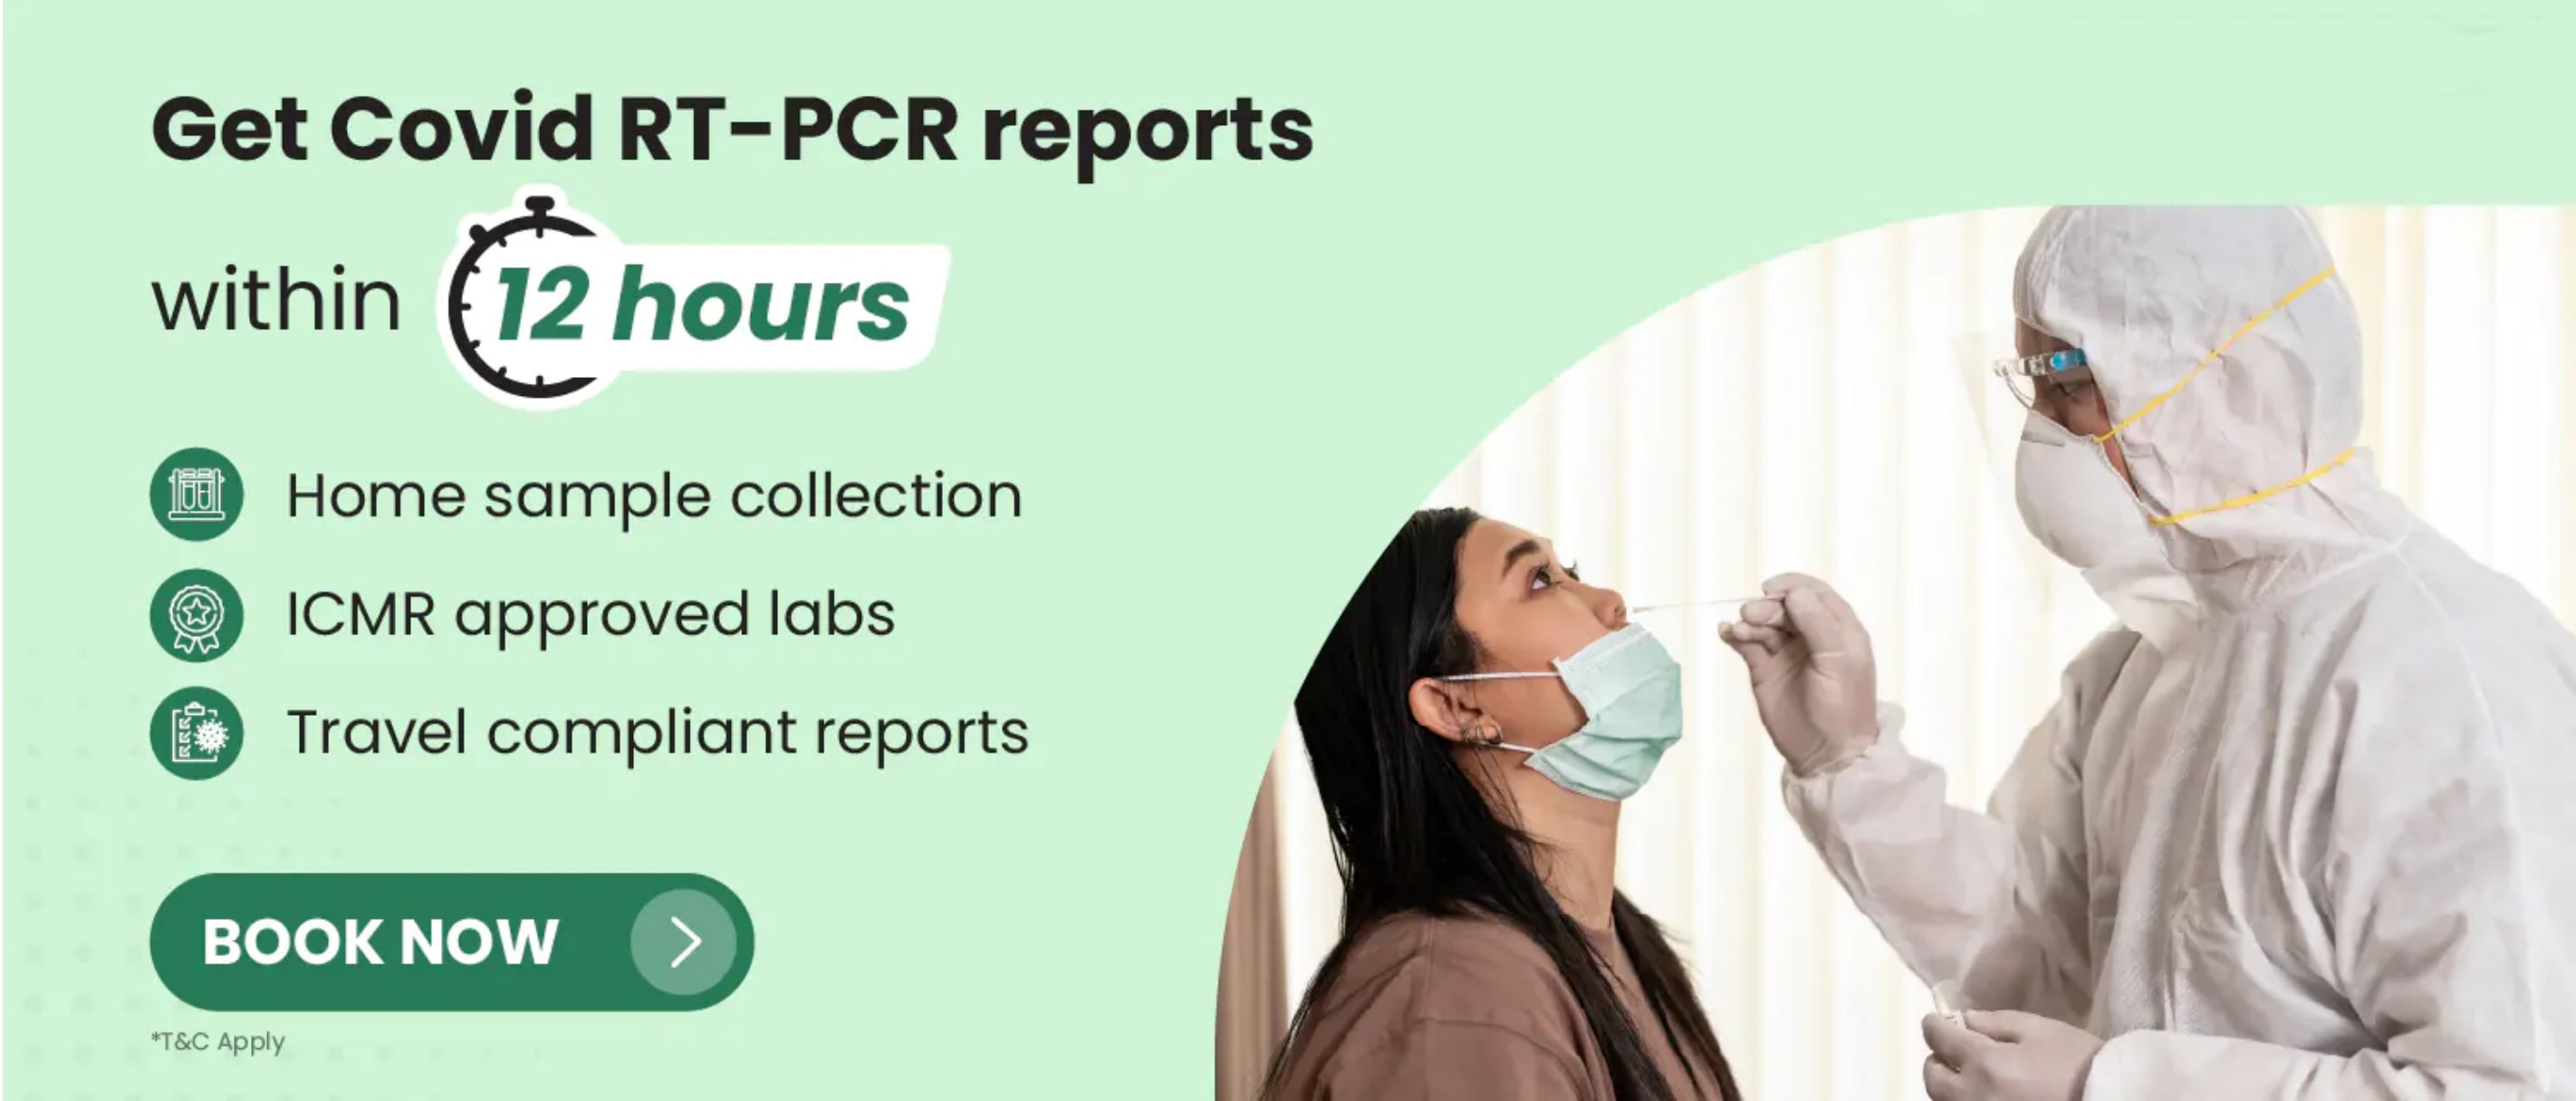 Get Covid RT-PCR reports
within 12 hours
Home sample collection
ICMR approved labs
Travel compliant reports
BOOK NOW
*T&C Apply